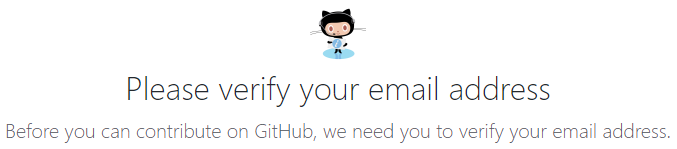 Please verify your email address
Before you can contribute on GitHub, we need you to verify your email address.